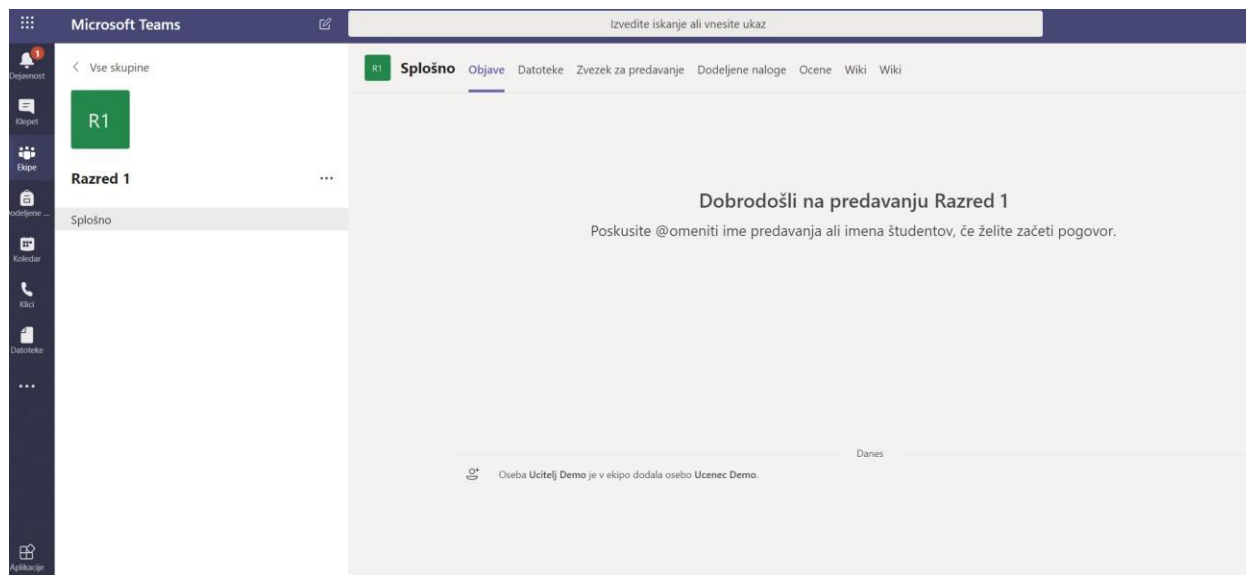 Microsoft Teams
Izvedite iskanje ali vnesite ukaz
1
Dejavnost
Klepet
Ekipe
odeljene ...
Koledar
Klici
Datoteke
Aplikacije
Vse skupine
R1
Razred 1
Splošno
R1 Splošno Objave Datoteke Zvezek za predavanje Dodeljene naloge Ocene Wiki Wiki
Dobrodošli na predavanju Razred 1
Poskusite @omeniti ime predavanja ali imena študentov, če želite začeti pogovor.
Danes
Oseba Ucitelj Demo je v ekipo dodala osebo Ucenec Demo.